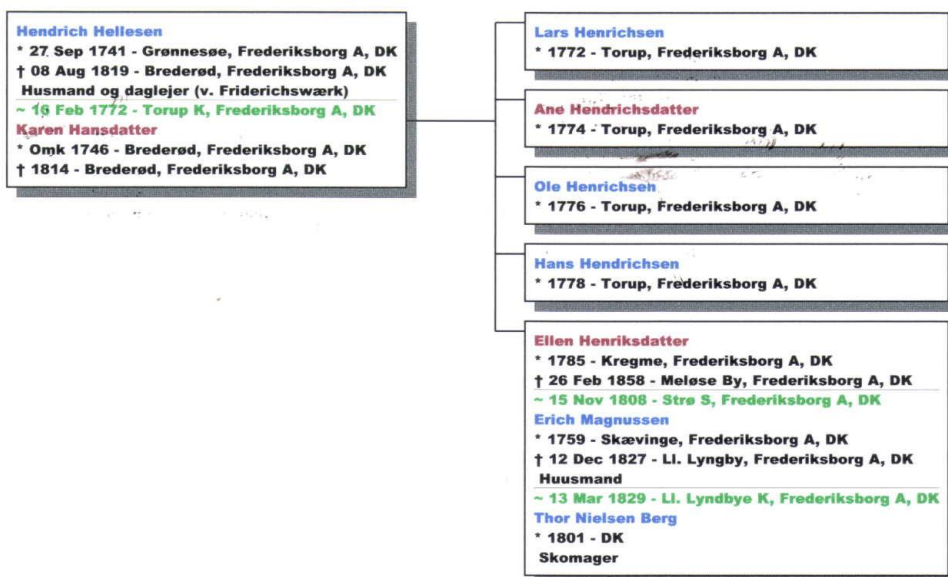 Hendrich Hellesen
* 27 Sep 1741 - Grønnesøe, Frederiksborg A, DK
† 08 Aug 1819 - Brederød, Frederiksborg A, DK
Husmand og daglejer (v. Friderichswærk)
~ 16 Feb 1772 - Torup K, Frederiksborg A, DK
Karen Hansdatter
* Omk 1746 - Brederød, Frederiksborg A, DK
† 1814 - Brederød, Frederiksborg A, DK
Lars Henrichsen
* 1772 - Torup, Frederiksborg A, DK
Ane Hendrichsdatter
* 1774 - Torup, Frederiksborg A, DK
Ole Henrichsen
* 1776 - Torup, Frederiksborg A, DK
Hans Hendrichsen
* 1778 - Torup, Frederiksborg A, DK
Ellen Henriksdatter
* 1785 - Kregme, Frederiksborg A, DK
† 26 Feb 1858 - Meløse By, Frederiksborg A, DK
~ 15 Nov 1808 - Strø S, Frederiksborg A, DK
Erich Magnussen
* 1759 - Skævinge, Frederiksborg A, DK
† 12 Dec 1827 - Ll. Lyngby, Frederiksborg A, DK
Huusmand
~ 13 Mar 1829 - Ll. Lyndbye K, Frederiksborg A, DK
Thor Nielsen Berg
* 1801 - DK
Skomager